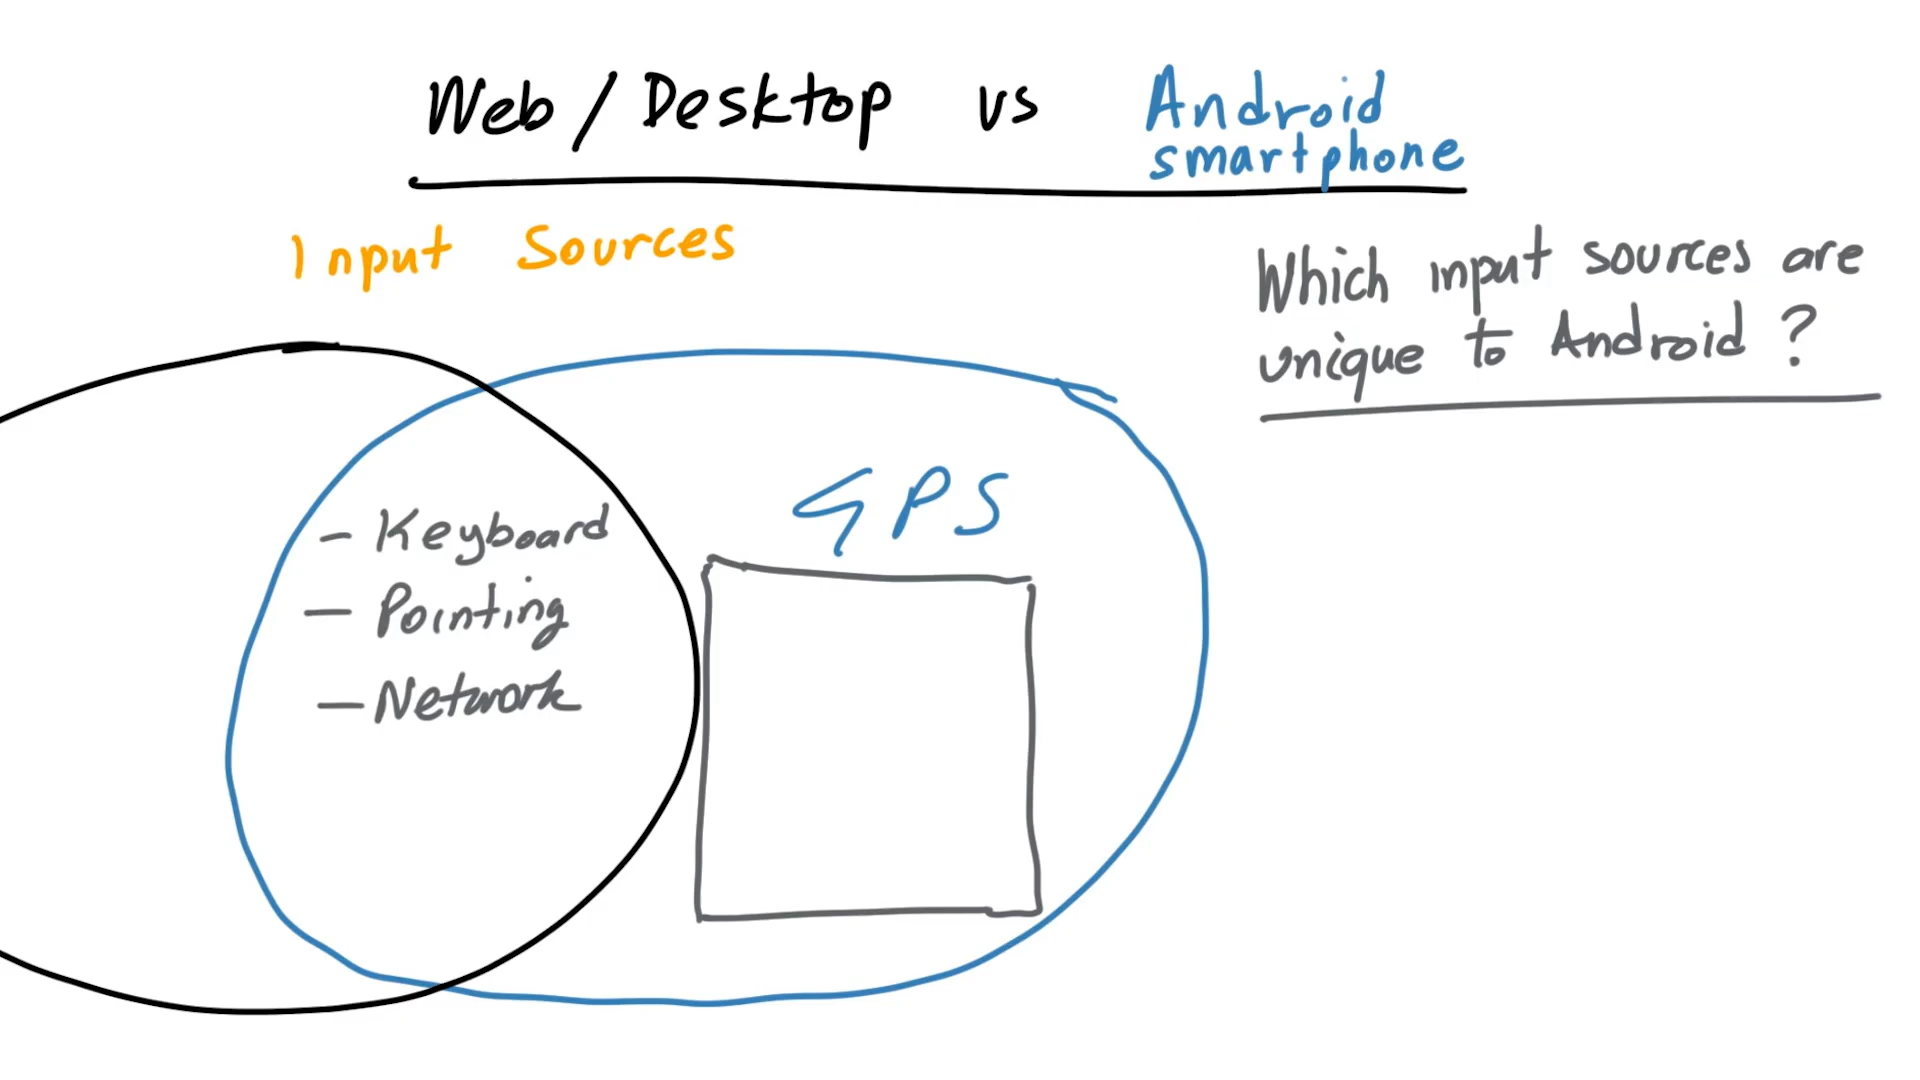 Web / Desktop vs Android
smartphone
Input Sources
Which input sources are
unique to Android ?
GPS
- Keyboard
- Pointing
- Network